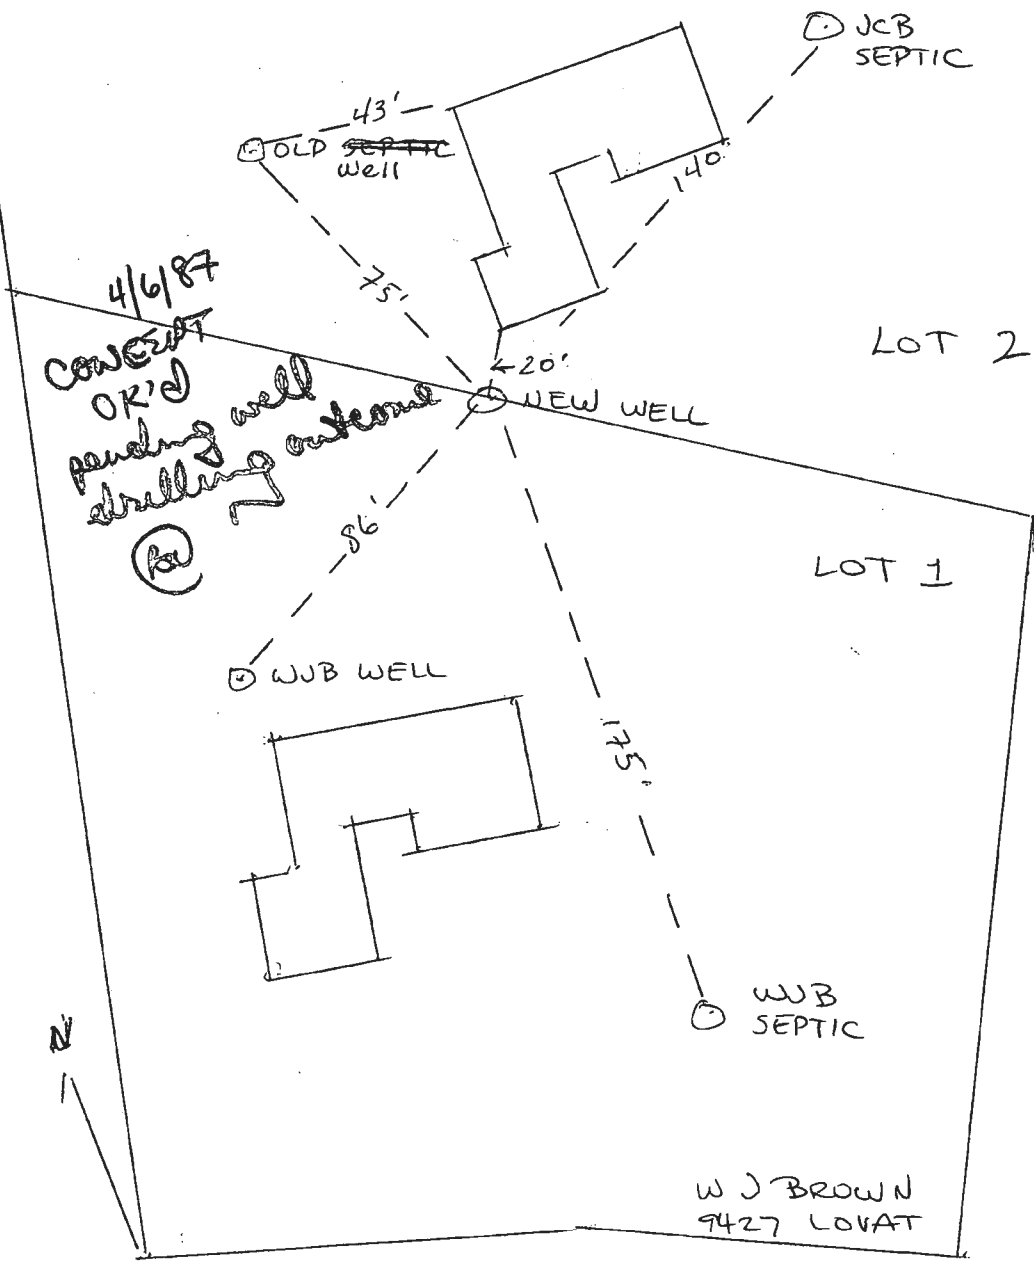 JCB
SEPTIC
43'
OLD SEPTIC
Well
140
75'
4/6/87
CONCEPT
OK'd
pending well
drilling outcome
20'
NEW WELL
LOT 2
86'
LOT 1
WJB WELL
175'
WJB
SEPTIC
N
W J BROWN
9427 LOVAT